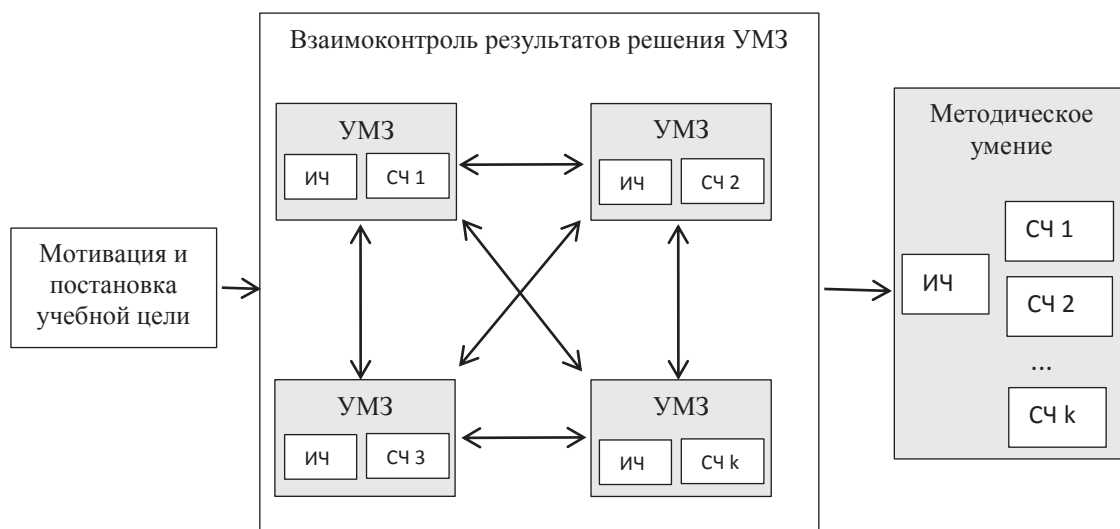 Мотивация и
постановка
учебной цели
Взаимоконтроль результатов решения УМЗ
УМЗ
ИЧ
СЧ 1
УМЗ
ИЧ
СЧ 2
УМЗ
ИЧ
СЧ 3
УМЗ
ИЧ
СЧ k
Методическое
умение
ИЧ
СЧ 1
СЧ 2
...
СЧ k